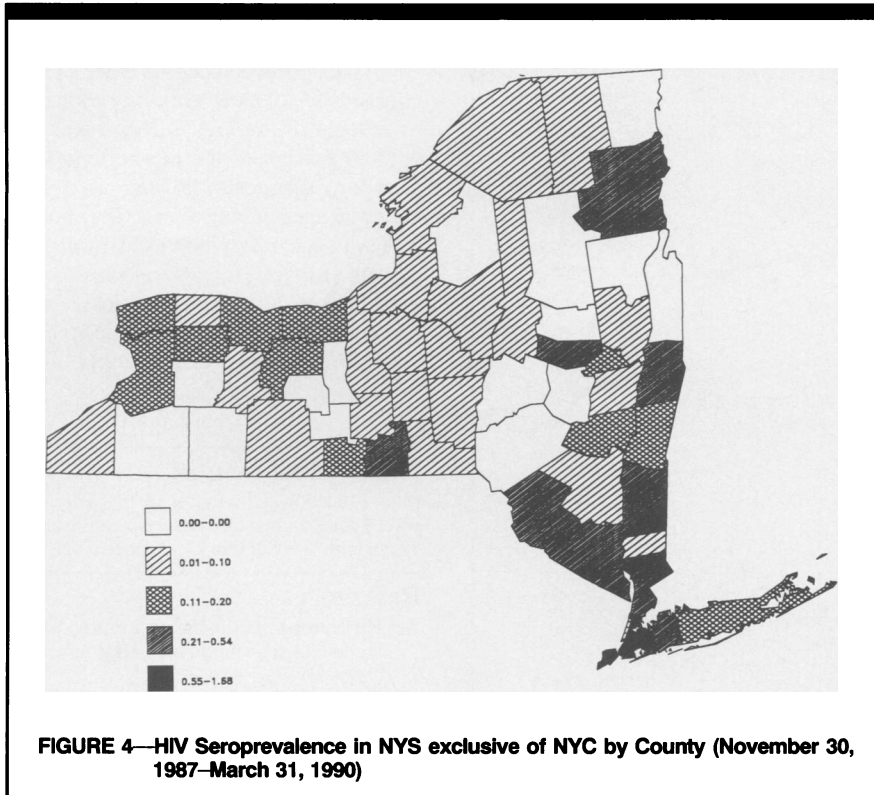 0.00–0.00
0.01–0.10
0.11–0.20
0.21–0.54
0.55–1.68
FIGURE 4—HIV Seroprevalence in NYS exclusive of NYC by County (November 30,
1987–March 31, 1990)